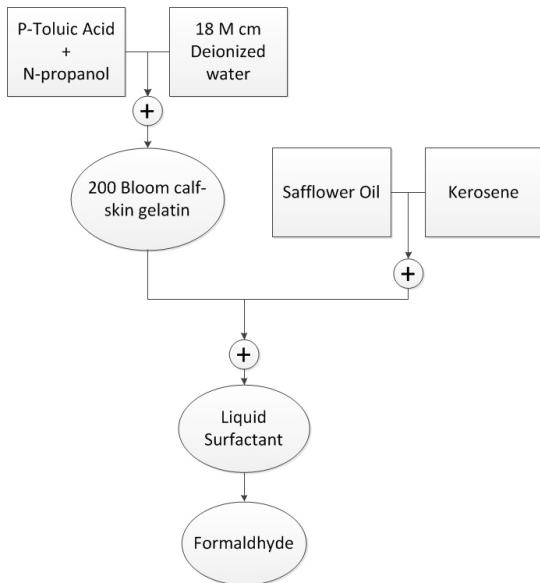 P-Toluic Acid
+
N-propanol
18 M cm
Deionized
water
+
200 Bloom calf-
skin gelatin
Safflower Oil
Kerosene
+
+
Liquid
Surfactant
Formaldhyde